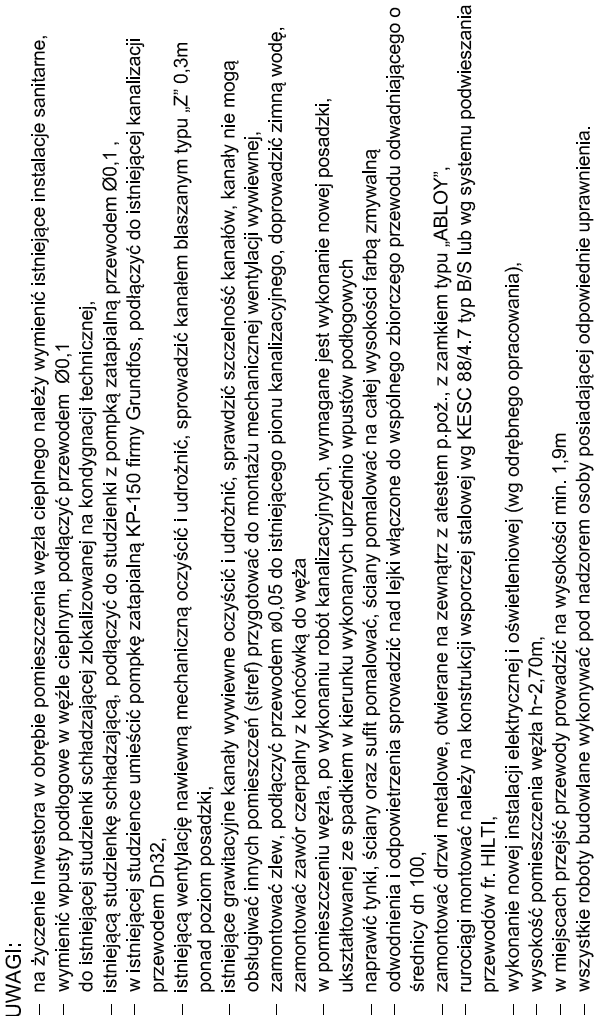 UWAGI:
– na życzenie Inwestora w obrębie pomieszczenia węzła cieplnego należy wymienić istniejące instalacje sanitarne,
– wymienić wpusty podłogowe w węźle cieplnym, podłączyć przewodem Ø0,1
do istniejącej studzienki schładzającej zlokalizowanej na kondygnacji technicznej,
– istniejącą studzienkę schładzającą, podłączyć do studzienki z pompką zatapialną przewodem Ø0,1 ,
– w istniejącej studzience umieścić pompkę zatapialną KP-150 firmy Grundfos, podłączyć do istniejącej kanalizacji
przewodem Dn32,
– istniejącą wentylację nawiewną mechaniczną oczyścić i udrożnić, sprowadzić kanałem blaszanym typu „Z” 0,3m
ponad poziom posadzki,
– istniejące grawitacyjne kanały wywiewne oczyścić i udrożnić, sprawdzić szczelność kanałów, kanały nie mogą
obsługiwać innych pomieszczeń (stref) przygotować do montażu mechanicznej wentylacji wywiewnej,
– zamontować zlew, podłączyć przewodem ø0,05 do istniejącego pionu kanalizacyjnego, doprowadzić zimną wodę,
zamontować zawór czerpalny z końcówką do węża
– w pomieszczeniu węzła, po wykonaniu robót kanalizacyjnych, wymagane jest wykonanie nowej posadzki,
ukształtowanej ze spadkiem w kierunku wykonanych uprzednio wpustów podłogowych
– naprawić tynki, ściany oraz sufit pomalować, ściany pomalować na całej wysokości farbą zmywalną
– odwodnienia i odpowietrzenia sprowadzić nad lejki włączone do wspólnego zbiorczego przewodu odwadniającego o
średnicy dn 100,
– zamontować drzwi metalowe, otwierane na zewnątrz z atestem p.poż., z zamkiem typu „ABLOY”,
– rurociągi montować należy na konstrukcji wsporczej stalowej wg KESC 88/4.7 typ B/S lub wg systemu podwieszania
przewodów fr. HILTI,
– wykonanie nowej instalacji elektrycznej i oświetleniowej (wg odrębnego opracowania),
– wysokość pomieszczenia węzła h~2,70m,
– w miejscach przejść przewody prowadzić na wysokości min. 1,9m
– wszystkie roboty budowlane wykonywać pod nadzorem osoby posiadającej odpowiednie uprawnienia.